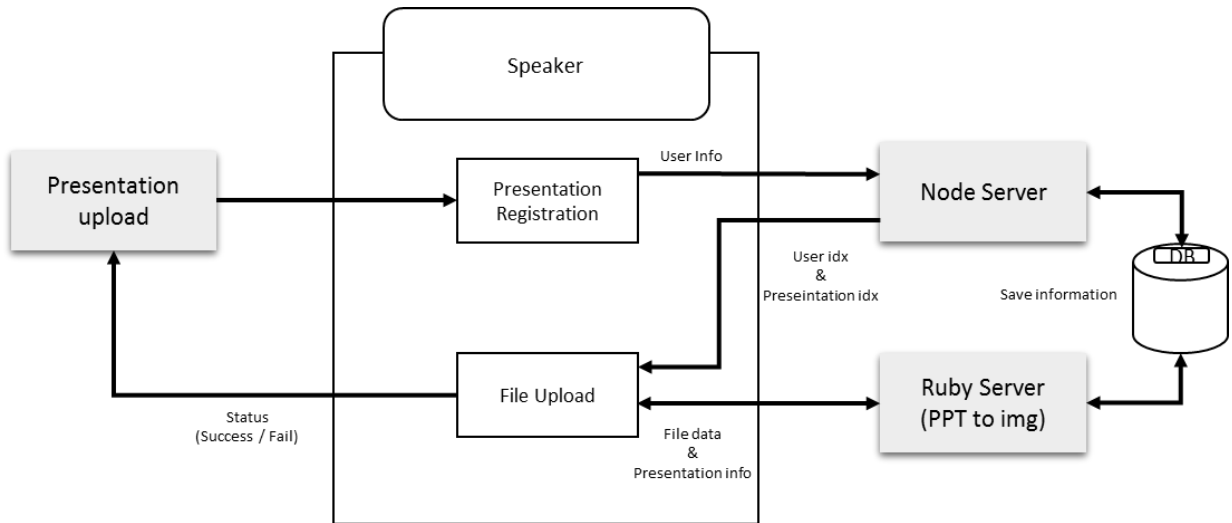 Speaker
Presentation
upload
Presentation
Registration
User Info
Node Server
User idx
&
Preseintation idx
DB
Save information
File Upload
Ruby Server
(PPT to img)
Status
(Success / Fail)
File data
&
Presentation info